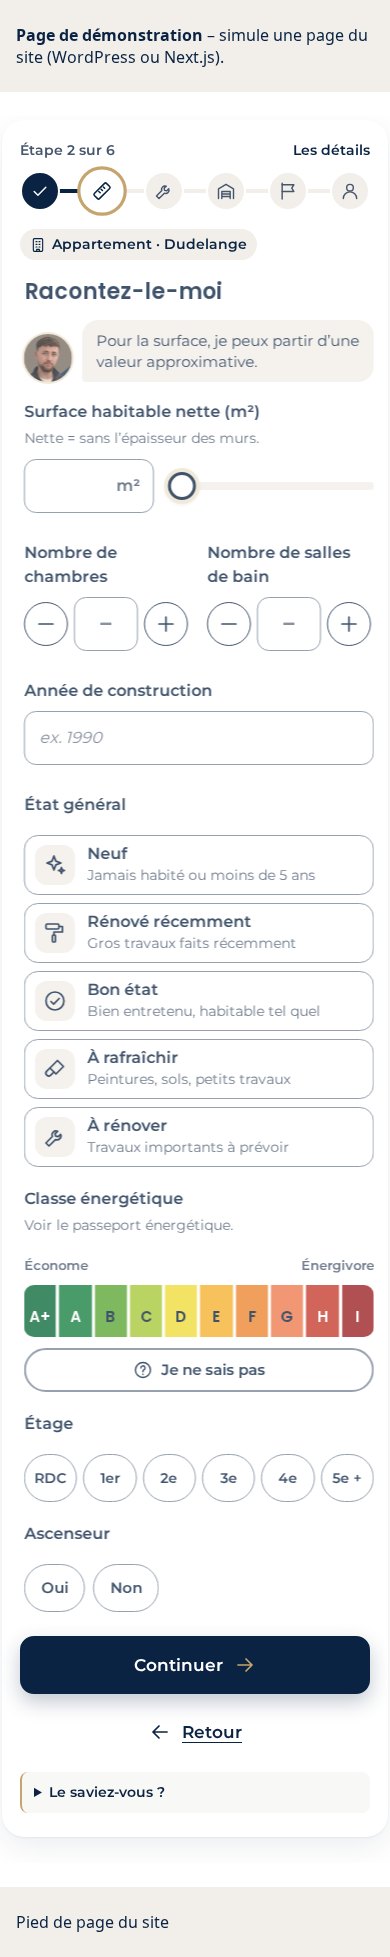 Page de démonstration – simule une page du
site (WordPress ou Next.js).
Étape 2 sur 6
Les détails
Appartement · Dudelange
Racontez-le-moi
Pour la surface, je peux partir d’une
valeur approximative.
Surface habitable nette (m²)
Nette = sans l’épaisseur des murs.
m²
Nombre de
chambres
Nombre de salles
de bain
–
–
Année de construction
ex. 1990
État général
Neuf
Jamais habité ou moins de 5 ans
Rénové récemment
Gros travaux faits récemment
Bon état
Bien entretenu, habitable tel quel
À rafraîchir
Peintures, sols, petits travaux
À rénover
Travaux importants à prévoir
Classe énergétique
Voir le passeport énergétique.
Économe
Énergivore
A+ A B C D E F G H I
Je ne sais pas
Étage
RDC 1er 2e 3e 4e 5e +
Ascenseur
Oui Non
Continuer
Retour
Le saviez-vous ?
Pied de page du site